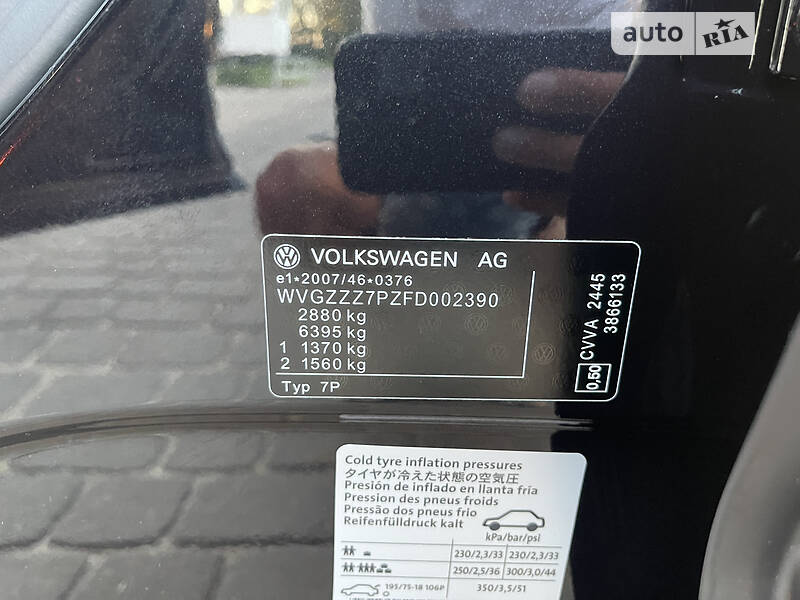 auto RIA
VOLKSWAGEN AG
e1*2007/46*0376
WVGZZZ7PZFD002390
2880 kg
6395 kg
1 1370 kg
2 1560 kg
Typ 7P
0,50 CVVA 2445
3866133
Cold tyre inflation pressures
タイヤが冷えた状態の空気圧
Presión de inflado en llanta fría
Pression des pneus froids
Pressão dos pneus frio
Reifenfülldruck kalt
kPa/bar/psi
230/2,3/33 230/2,3/33
250/2,5/36 300/3,0/44
195/75-18 106P 350/3,5/51